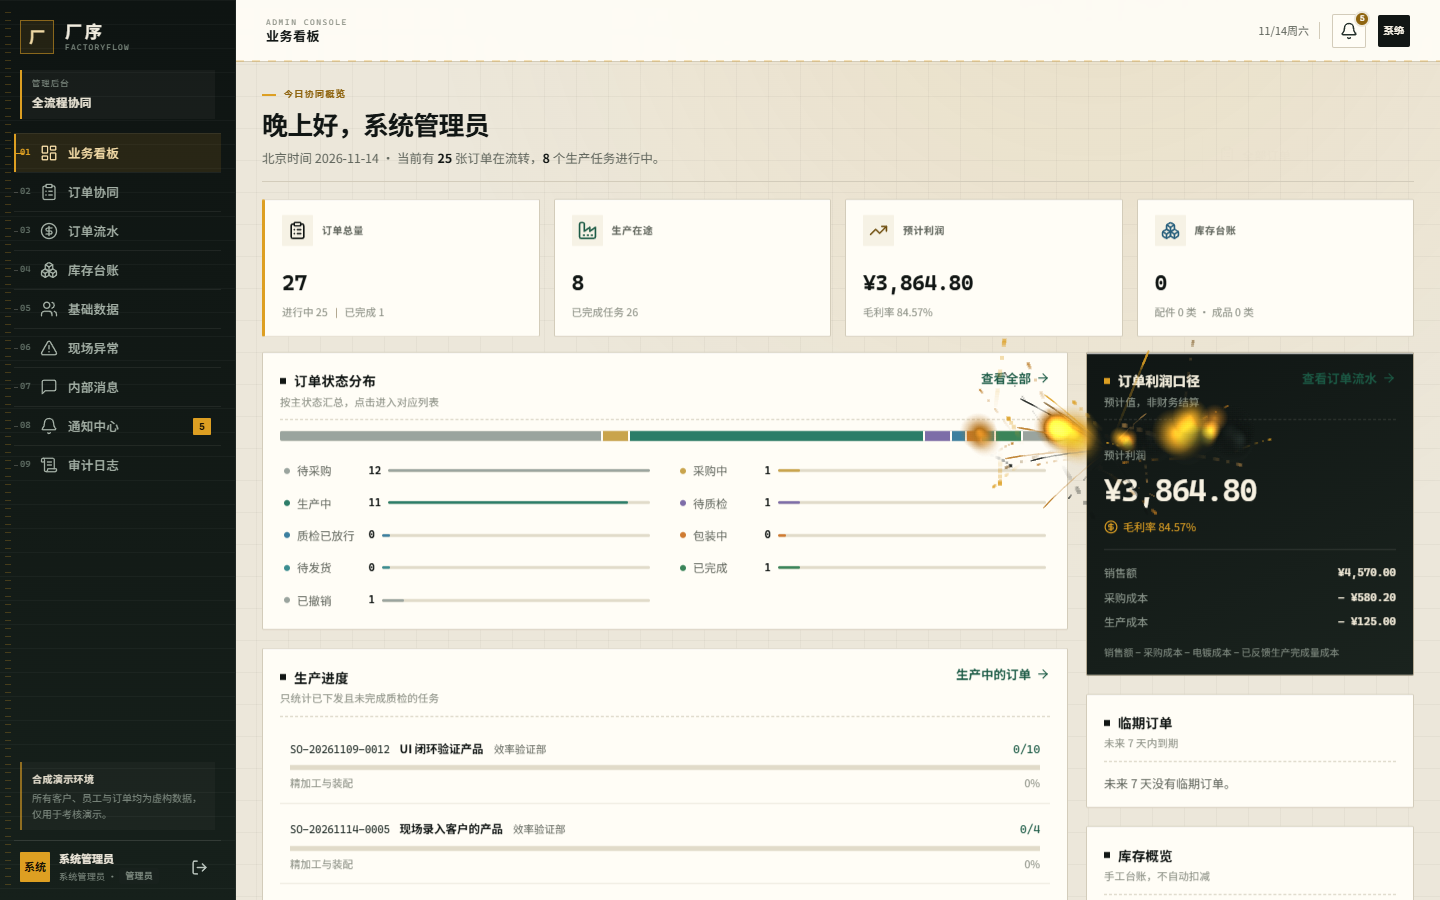 厂
厂序
FACTORYFLOW
管理后台
全流程协同
01 业务看板
02 订单协同
03 订单流水
04 库存台账
05 基础数据
06 现场异常
07 内部消息
08 通知中心 5
09 审计日志
合成演示环境
所有客户、员工与订单均为虚构数据，
仅用于考核演示。
系统
系统管理员
系统管理员 · 管理员
ADMIN CONSOLE
业务看板
11/14周六
5
系统
今日协同概览
晚上好，系统管理员
北京时间 2026-11-14 · 当前有 25 张订单在流转，8 个生产任务进行中。
订单总量
27
进行中 25 | 已完成 1
生产在途
8
已完成任务 26
预计利润
¥3,864.80
毛利率 84.57%
库存台账
0
配件 0 类 · 成品 0 类
订单状态分布
查看全部 →
按主状态汇总，点击进入对应列表
待采购 12
采购中 1
生产中 11
待质检 1
质检已放行 0
包装中 0
待发货 0
已完成 1
已撤销 1
订单利润口径
查看订单流水 →
预计值，非财务结算
预计利润
¥3,864.80
毛利率 84.57%
销售额 ¥4,570.00
采购成本 − ¥580.20
生产成本 − ¥125.00
销售额 − 采购成本 − 电镀成本 − 已反馈生产完成量成本
生产进度
生产中的订单 →
只统计已下发且未完成质检的任务
SO-20261109-0012 UI 闭环验证产品 效率验证部 0/10
精加工与装配 0%
SO-20261114-0005 现场录入客户的产品 效率验证部 0/4
精加工与装配 0%
临期订单
未来 7 天内到期
未来 7 天没有临期订单。
库存概览
手工台账，不自动扣减